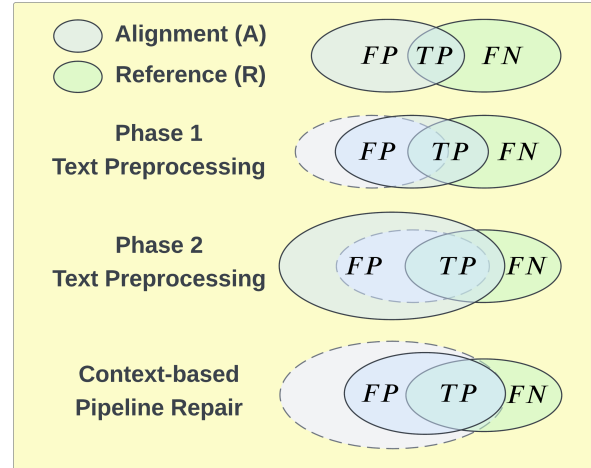 Alignment (A)
Reference (R)
FP TP FN
Phase 1
Text Preprocessing
FP TP FN
Phase 2
Text Preprocessing
FP TP FN
Context-based
Pipeline Repair
FP TP FN